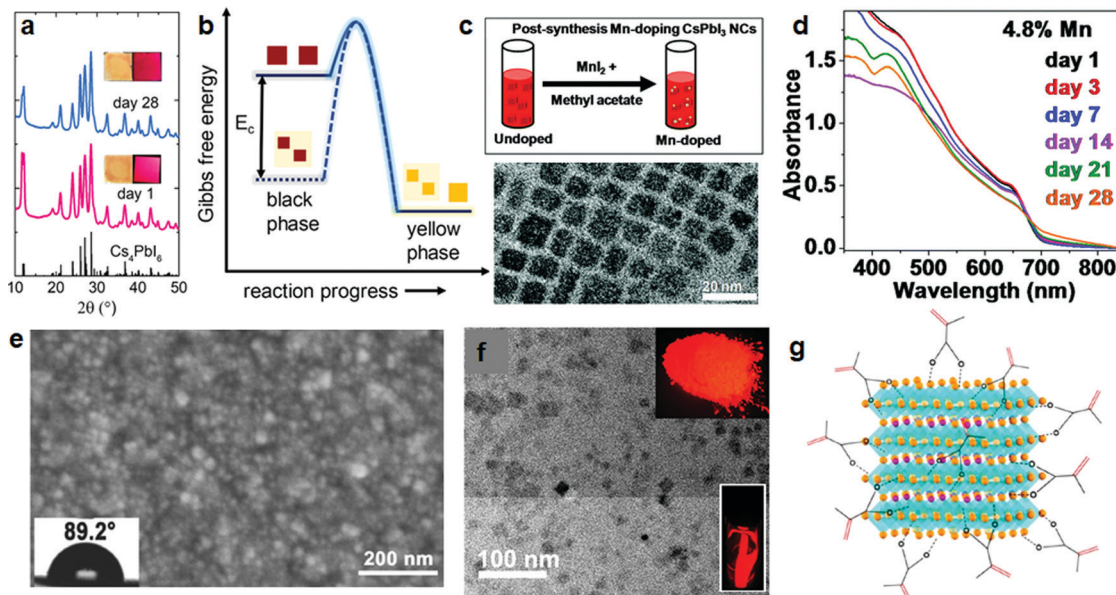 a
day 28
day 1
Cs₄PbI₆
10 20 30 40 50
2θ (°)
b
Gibbs free energy
E꜀
black
phase
yellow
phase
reaction progress
c
Post-synthesis Mn-doping CsPbI₃ NCs
MnI₂ +
Methyl acetate
Undoped
Mn-doped
20 nm
d
4.8% Mn
day 1
day 3
day 7
day 14
day 21
day 28
Absorbance
1.5
1.0
0.5
0.0
400 500 600 700 800
Wavelength (nm)
e
89.2°
200 nm
f
100 nm
g